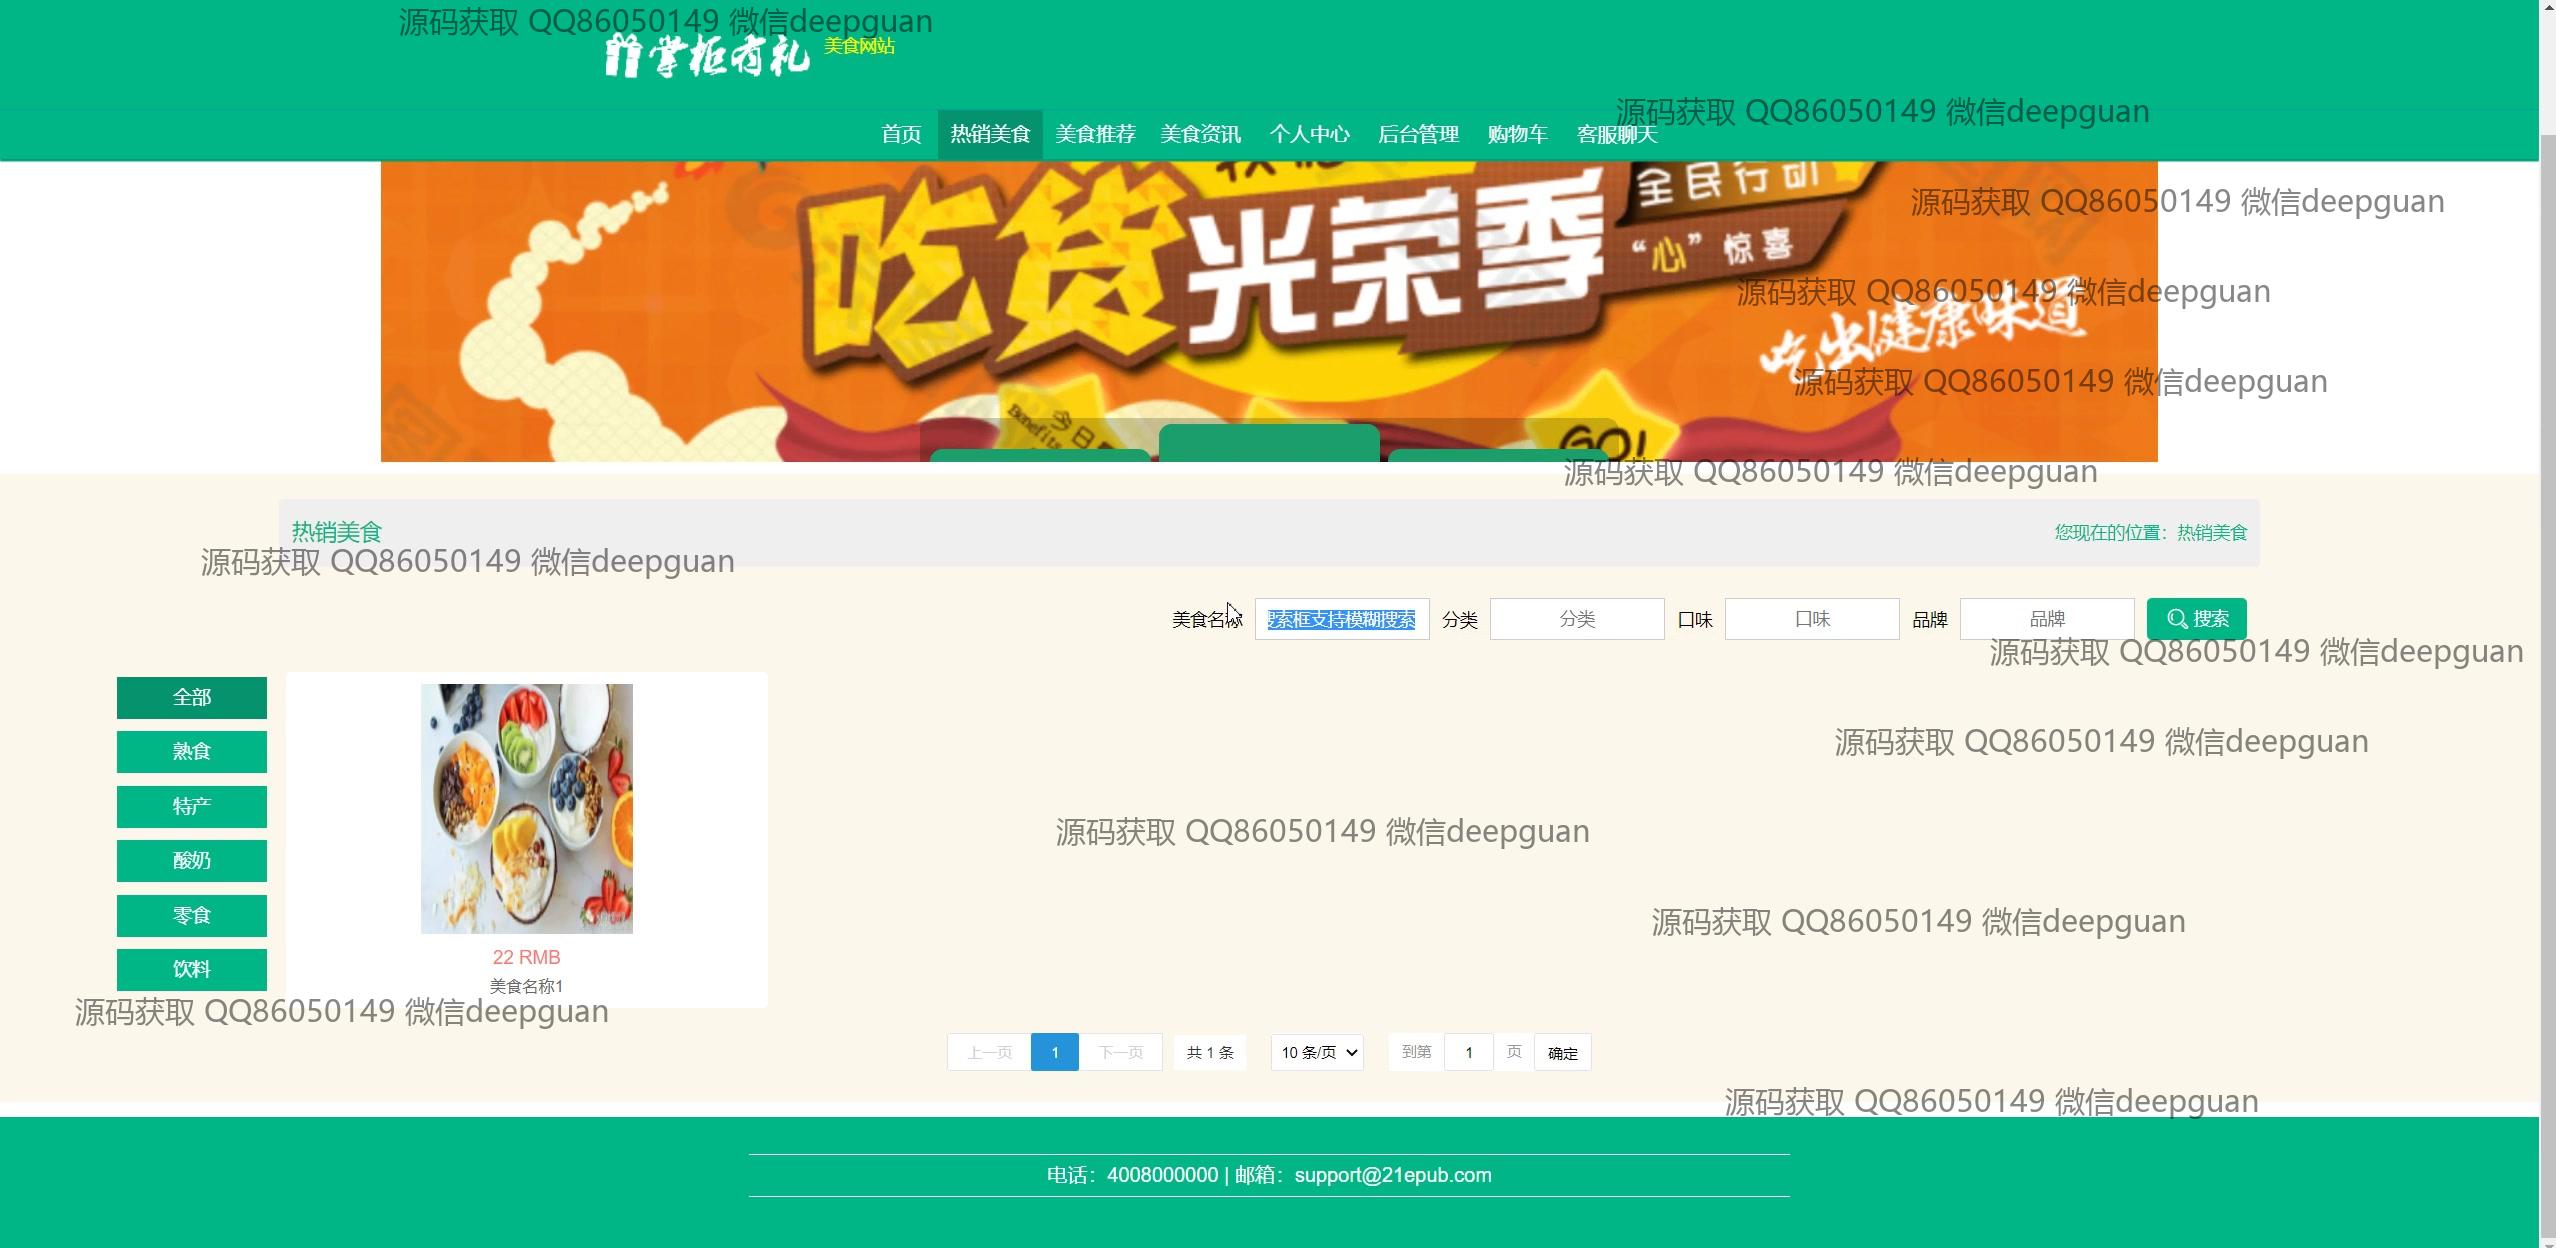 源码获取 QQ86050149 微信deepguan
掌柜有礼
美食网站
源码获取 QQ86050149 微信deepguan
首页 热销美食 美食推荐 美食资讯 个人中心 后台管理 购物车 客服聊天
全民行动
源码获取 QQ86050149 微信deepguan
吃货光荣季
“心”惊喜
源码获取 QQ86050149 微信deepguan
吃出健康味道
源码获取 QQ86050149 微信deepguan
今日
Benefits
GO!
源码获取 QQ86050149 微信deepguan
热销美食
您现在的位置：热销美食
源码获取 QQ86050149 微信deepguan
美食名称 索框支持模糊搜索 分类 分类 口味 口味 品牌 品牌 搜索
源码获取 QQ86050149 微信deepguan
全部
熟食
源码获取 QQ86050149 微信deepguan
特产
源码获取 QQ86050149 微信deepguan
酸奶
零食
源码获取 QQ86050149 微信deepguan
22 RMB
饮料
美食名称1
源码获取 QQ86050149 微信deepguan
上一页 1 下一页 共 1 条 10 条/页 到第 1 页 确定
源码获取 QQ86050149 微信deepguan
电话：4008000000 | 邮箱：support@21epub.com